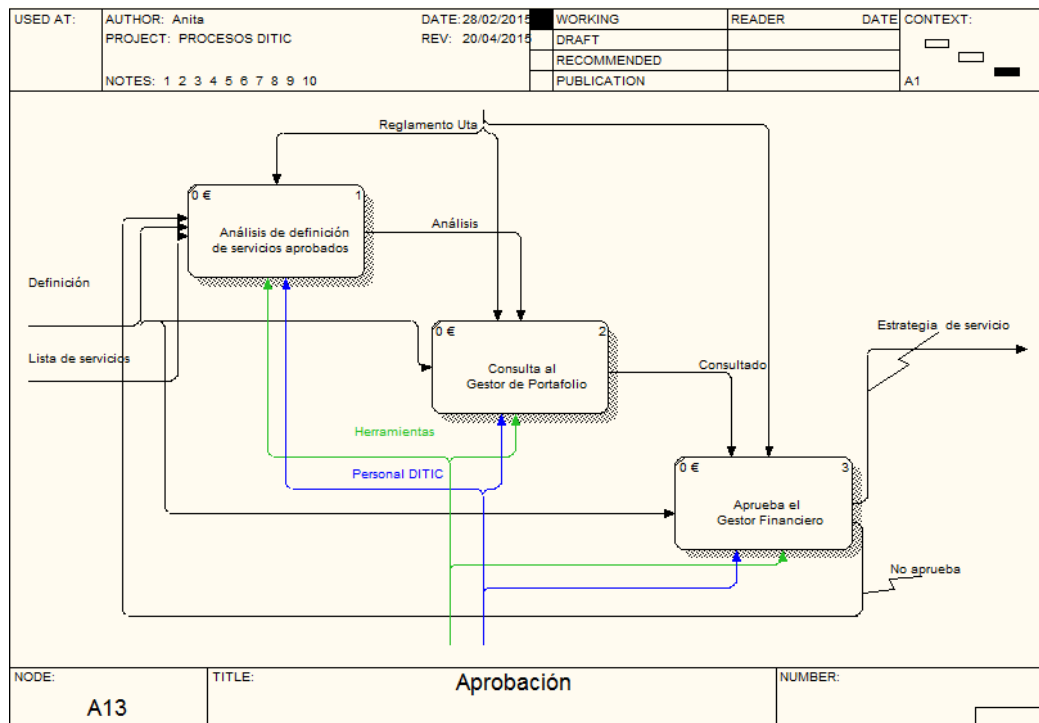 USED AT:
AUTHOR: Anita
DATE: 28/02/2015
PROJECT: PROCESOS DITIC
REV: 20/04/2015
NOTES: 1 2 3 4 5 6 7 8 9 10
WORKING
DRAFT
RECOMMENDED
PUBLICATION
READER
DATE
CONTEXT:
A1
Reglamento Uta
0 €
1
Análisis de definición
de servicios aprobados
Análisis
Definición
Lista de servicios
0 €
2
Consulta al
Gestor de Portafolio
Estrategia de servicio
Consultado
Herramientas
Personal DITIC
0 €
3
Aprueba el
Gestor Financiero
No aprueba
NODE:
A13
TITLE:
Aprobación
NUMBER: